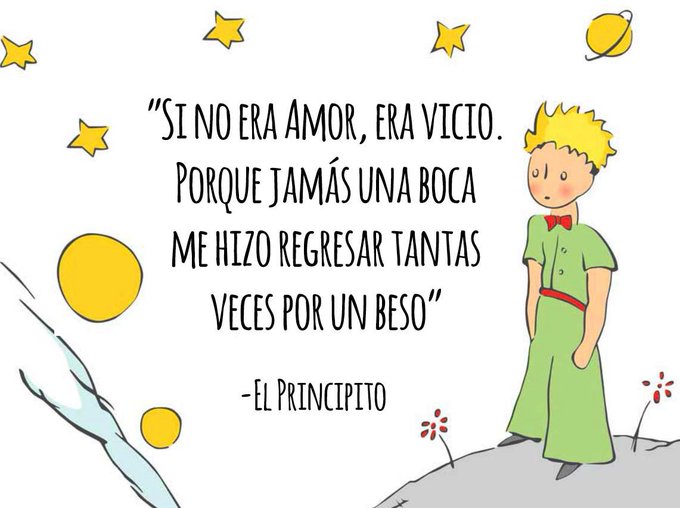 "Si no era Amor, era vicio.
Porque jamás una boca
me hizo regresar tantas
veces por un beso"
-El Principito